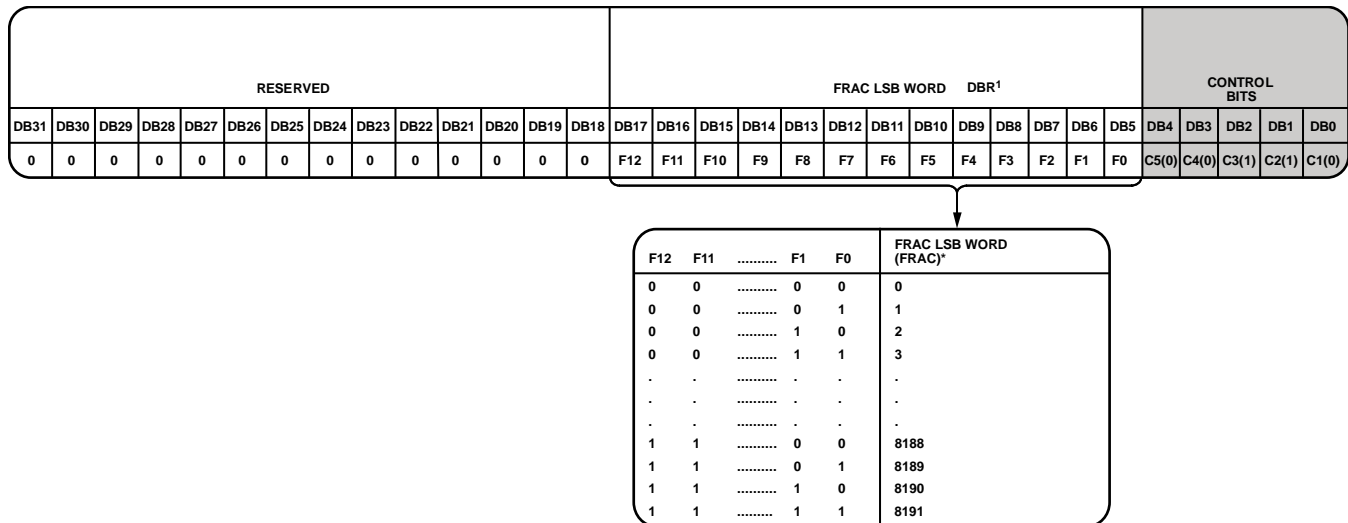 RESERVED FRAC LSB WORD DBR1 CONTROL
BITS
DB31 DB30 DB29 DB28 DB27 DB26 DB25 DB24 DB23 DB22 DB21 DB20 DB19 DB18 DB17 DB16 DB15 DB14 DB13 DB12 DB11 DB10 DB9 DB8 DB7 DB6 DB5 DB4 DB3 DB2 DB1 DB0
0 0 0 0 0 0 0 0 0 0 0 0 0 0 F12 F11 F10 F9 F8 F7 F6 F5 F4 F3 F2 F1 F0 C5(0) C4(0) C3(1) C2(1) C1(0)
FRAC LSB WORD
F12 F11 .......... F1 F0 (FRAC)*
0 0 .......... 0 0 0
0 0 .......... 0 1 1
0 0 .......... 1 0 2
0 0 .......... 1 1 3
. . .......... . . .
. . .......... . . .
. . .......... . . .
1 1 .......... 0 0 8188
1 1 .......... 0 1 8189
1 1 .......... 1 0 8190
1 1 ......... 1 1 8191